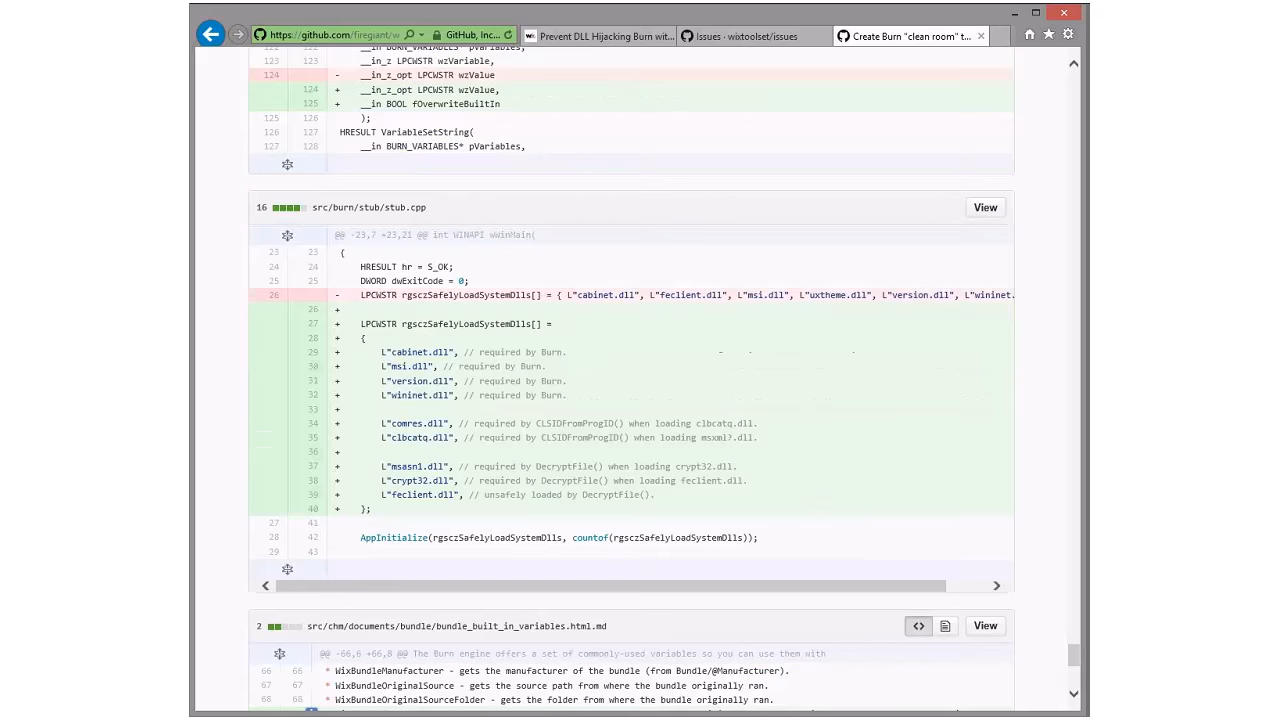 https://github.com/firegiant/w
GitHub, Inc...
Prevent DLL Hijacking Burn wit...
Issues · wixtoolset/issues
Create Burn "clean room" t...
122 123 __in BURN_VARIABLES* pVariables,
123 123 __in_z LPCWSTR wzVariable,
124 - __in_z_opt LPCWSTR wzValue
124 + __in_z_opt LPCWSTR wzValue,
125 + __in BOOL fOverwriteBuiltIn
125 126 );
126 127 HRESULT VariableSetString(
127 128 __in BURN_VARIABLES* pVariables,
16 src/burn/stub/stub.cpp View
@@ -23,7 +23,21 @@ int WINAPI wWinMain(
23 23 {
24 24 HRESULT hr = S_OK;
25 25 DWORD dwExitCode = 0;
26 - LPCWSTR rgsczSafelyLoadSystemDlls[] = { L"cabinet.dll", L"feclient.dll", L"msi.dll", L"uxtheme.dll", L"version.dll", L"wininet.
26 +
27 + LPCWSTR rgsczSafelyLoadSystemDlls[] =
28 + {
29 + L"cabinet.dll", // required by Burn.
30 + L"msi.dll", // required by Burn.
31 + L"version.dll", // required by Burn.
32 + L"wininet.dll", // required by Burn.
33 +
34 + L"comres.dll", // required by CLSIDFromProgID() when loading clbcatq.dll.
35 + L"clbcatq.dll", // required by CLSIDFromProgID() when loading msxml?.dll.
36 +
37 + L"msasn1.dll", // required by DecryptFile() when loading crypt32.dll.
38 + L"crypt32.dll", // required by DecryptFile() when loading feclient.dll.
39 + L"feclient.dll", // unsafely loaded by DecryptFile().
40 + };
27 41
28 42 AppInitialize(rgsczSafelyLoadSystemDlls, countof(rgsczSafelyLoadSystemDlls));
29 43
2 src/chm/documents/bundle/bundle_built_in_variables.html.md <> View
@@ -66,6 +66,8 @@ The Burn engine offers a set of commonly-used variables so you can use them with
66 66 * WixBundleManufacturer - gets the manufacturer of the bundle (from Bundle/@Manufacturer).
67 67 * WixBundleOriginalSource - gets the source path from where the bundle originally ran.
68 68 * WixBundleOriginalSourceFolder - gets the folder from where the bundle originally ran.